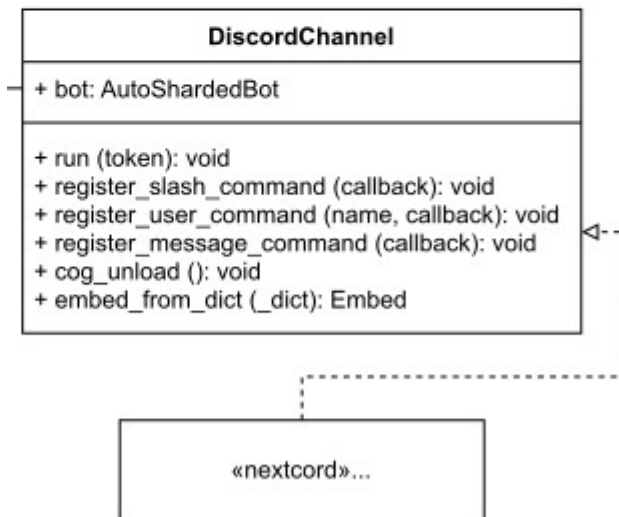 DiscordChannel
+ bot: AutoShardedBot
+ run (token): void
+ register_slash_command (callback): void
+ register_user_command (name, callback): void
+ register_message_command (callback): void
+ cog_unload (): void
+ embed_from_dict (_dict): Embed
«nextcord»...